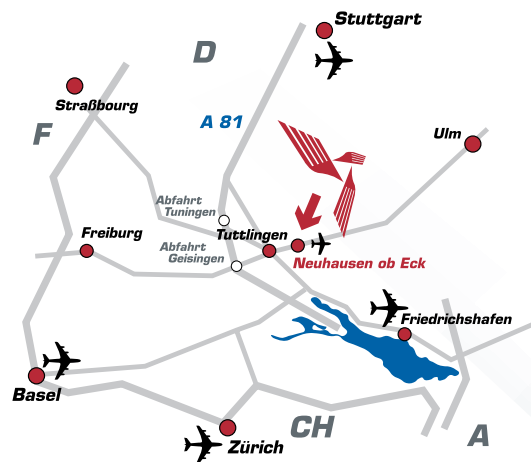 Stuttgart
D
Straßbourg
A 81
F
Ulm
Abfahrt
Tuningen
Freiburg
Tuttlingen
Abfahrt
Geisingen
Neuhausen ob Eck
Friedrichshafen
Basel
CH
Zürich
A